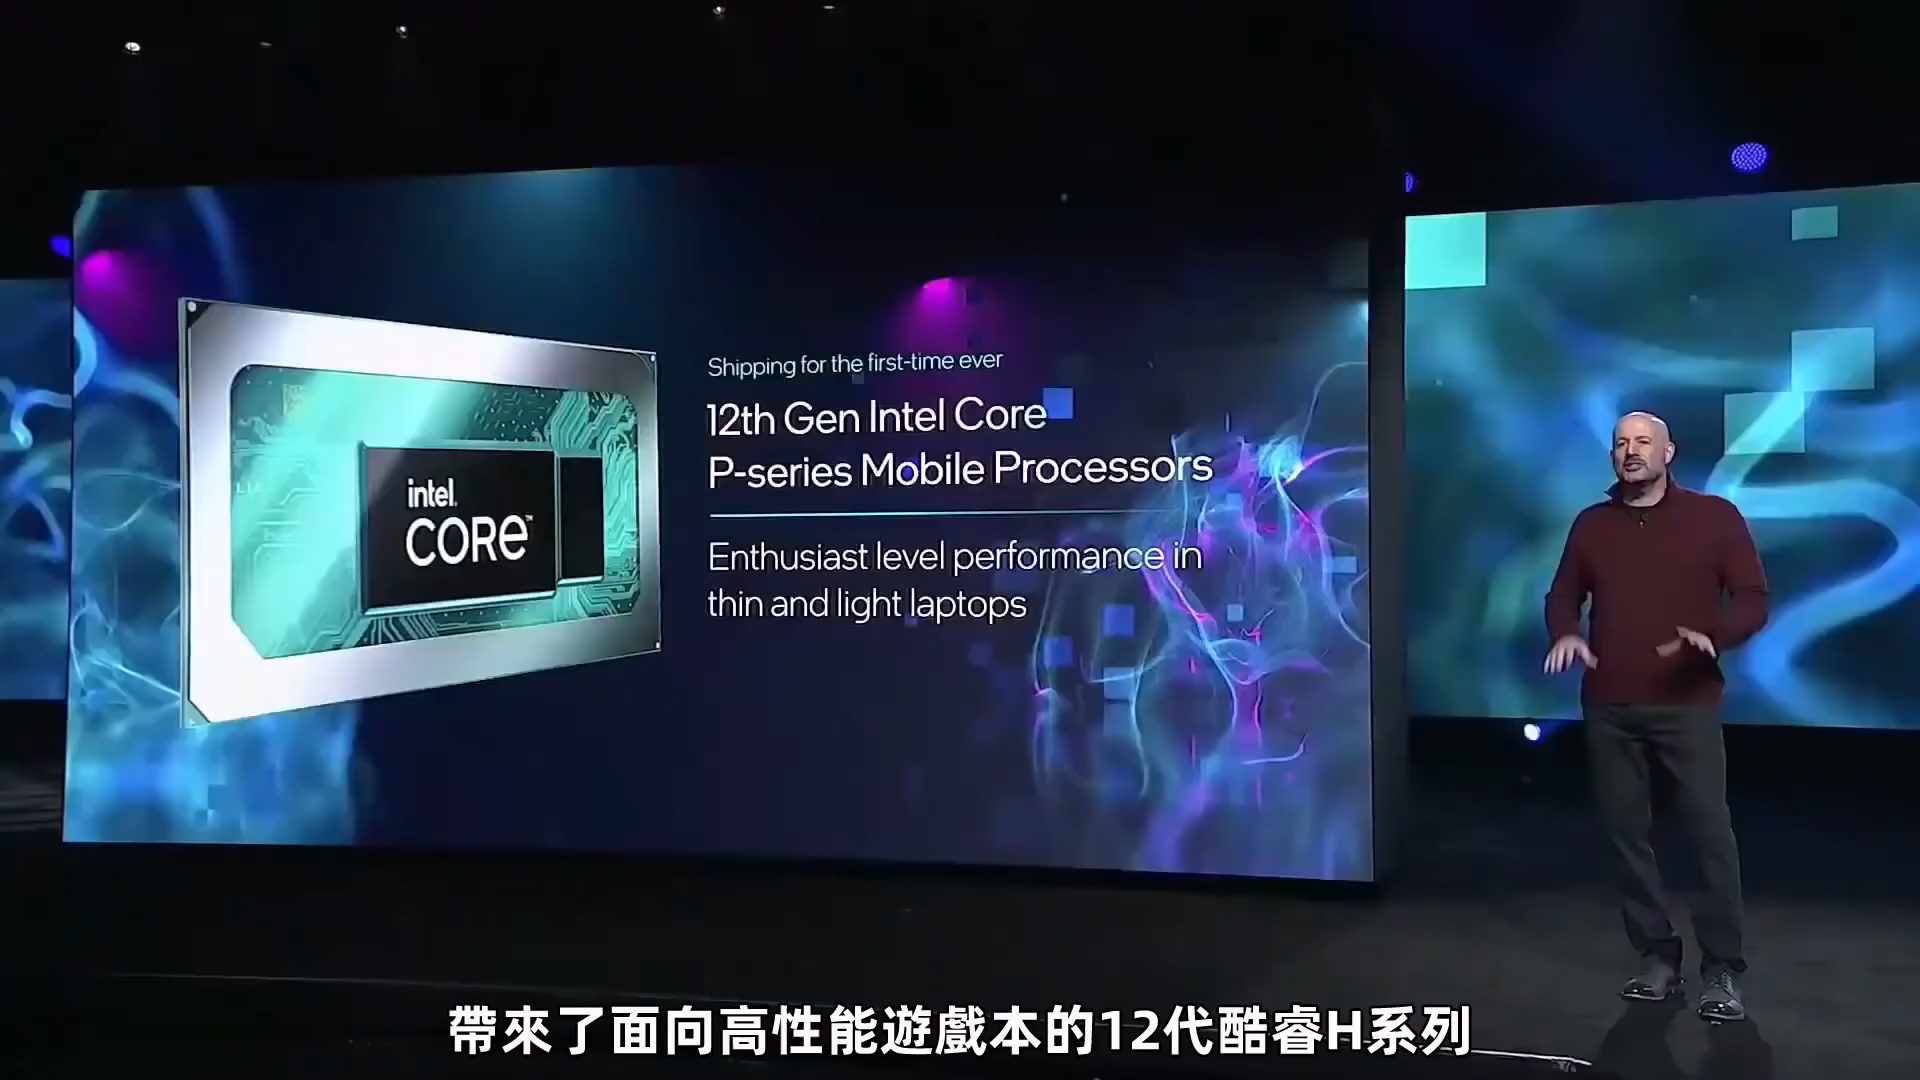 Shipping for the first-time ever
12th Gen Intel Core
P-series Mobile Processors
intel.
CORe™
Enthusiast level performance in
thin and light laptops
帶來了面向高性能遊戲本的12代酷睿H系列